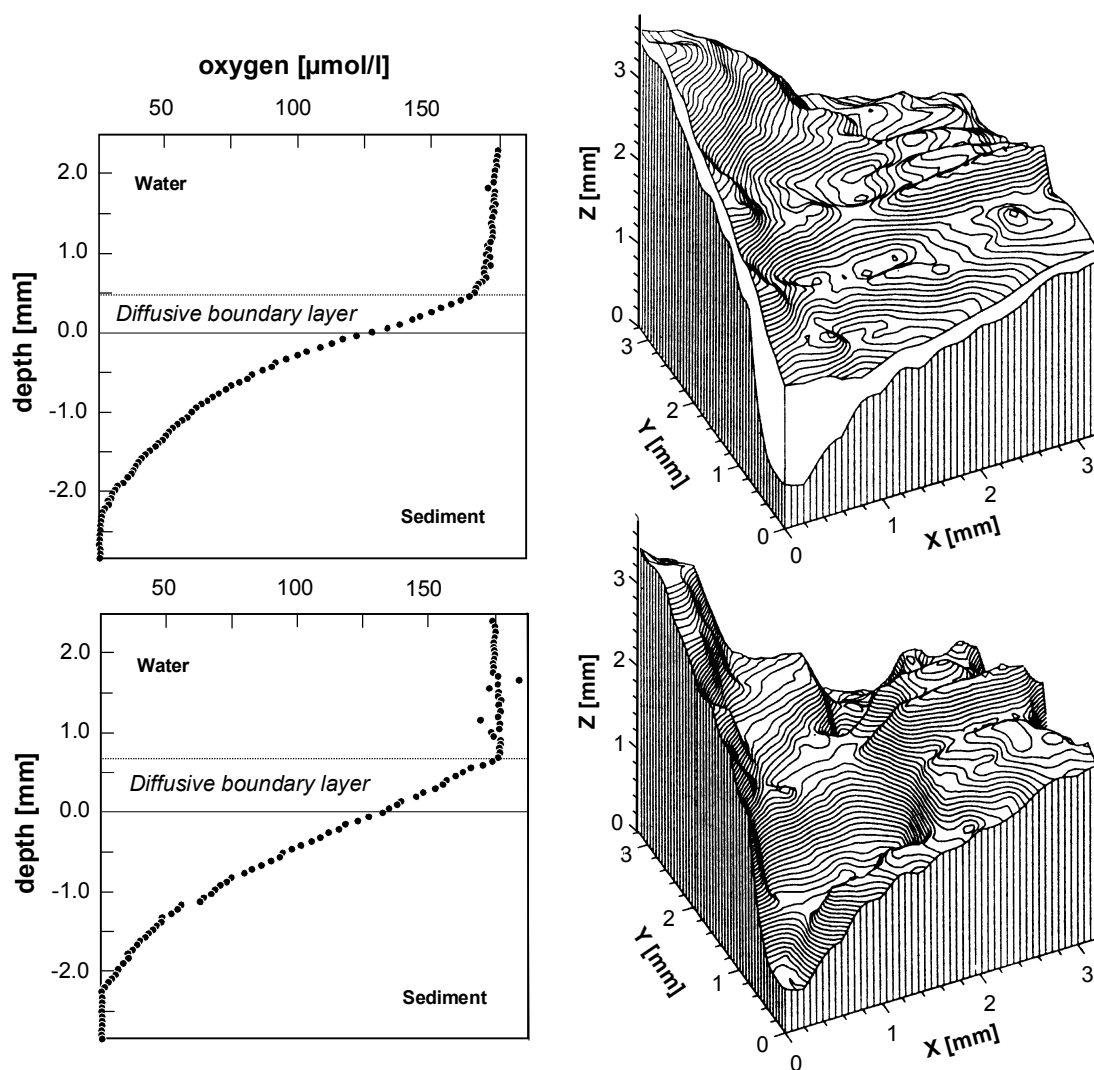 oxygen [µmol/l]
50 100 150
2.0
1.0
0.0
-1.0
-2.0
depth [mm]
Water
Diffusive boundary layer
Sediment
3
2
1
0
Z [mm]
3
2
1
0
Y [mm]
0
1
2
3
X [mm]
50 100 150
2.0
1.0
0.0
-1.0
-2.0
depth [mm]
Water
Diffusive boundary layer
Sediment
3
2
1
0
Z [mm]
3
2
1
0
Y [mm]
0
1
2
3
X [mm]